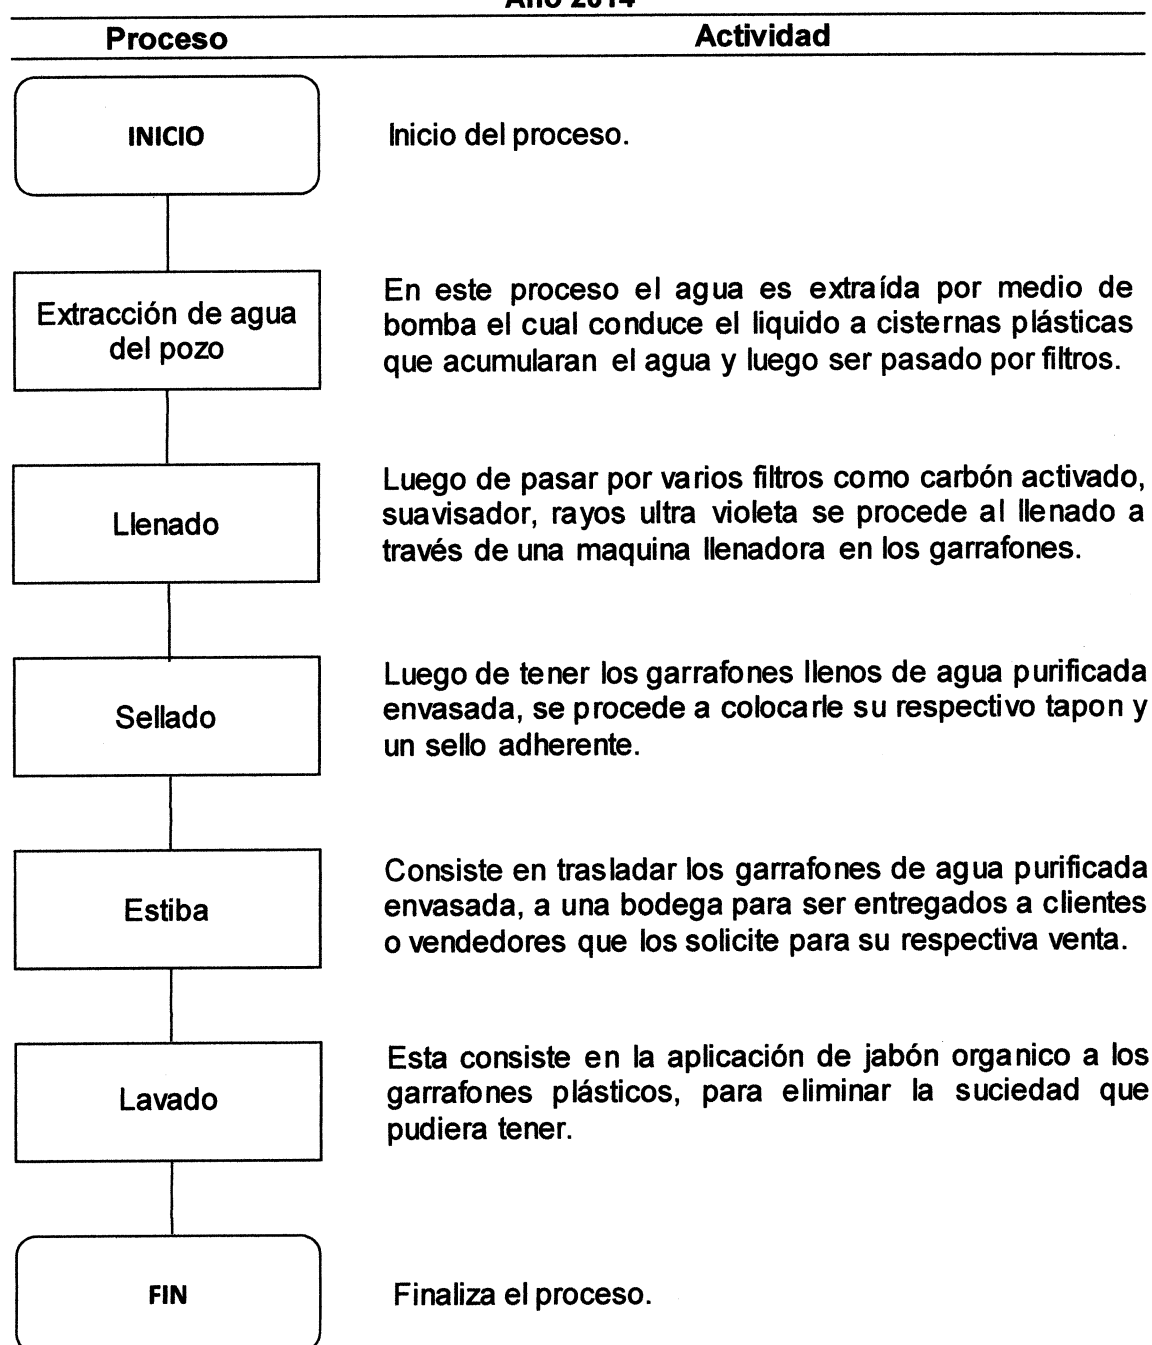 Año 2014
Proceso Actividad
INICIO
Inicio del proceso.
Extracción de agua
del pozo
En este proceso el agua es extraída por medio de
bomba el cual conduce el liquido a cisternas plásticas
que acumularan el agua y luego ser pasado por filtros.
Llenado
Luego de pasar por varios filtros como carbón activado,
suavisador, rayos ultra violeta se procede al llenado a
través de una maquina llenadora en los garrafones.
Sellado
Luego de tener los garrafones llenos de agua purificada
envasada, se procede a colocarle su respectivo tapon y
un sello adherente.
Estiba
Consiste en trasladar los garrafones de agua purificada
envasada, a una bodega para ser entregados a clientes
o vendedores que los solicite para su respectiva venta.
Lavado
Esta consiste en la aplicación de jabón organico a los
garrafones plásticos, para eliminar la suciedad que
pudiera tener.
FIN
Finaliza el proceso.